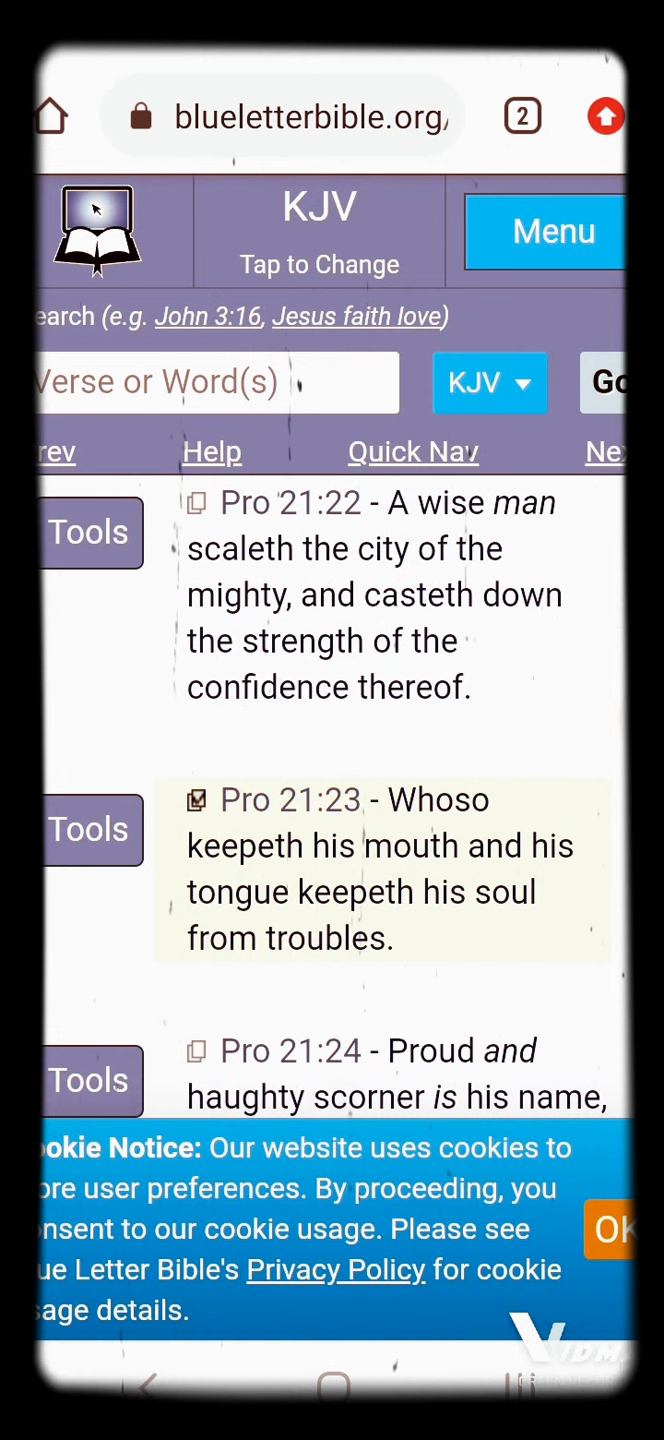 blueletterbible.org/
2
KJV
Tap to Change
Menu
earch (e.g. John 3:16, Jesus faith love)
Verse or Word(s)
KJV
Go
rev
Help
Quick Nav
Nex
Tools
Pro 21:22 - A wise man
scaleth the city of the
mighty, and casteth down
the strength of the
confidence thereof.
Tools
Pro 21:23 - Whoso
keepeth his mouth and his
tongue keepeth his soul
from troubles.
Tools
Pro 21:24 - Proud and
haughty scorner is his name,
ookie Notice: Our website uses cookies to
ore user preferences. By proceeding, you
onsent to our cookie usage. Please see
ue Letter Bible's Privacy Policy for cookie
sage details.
OK